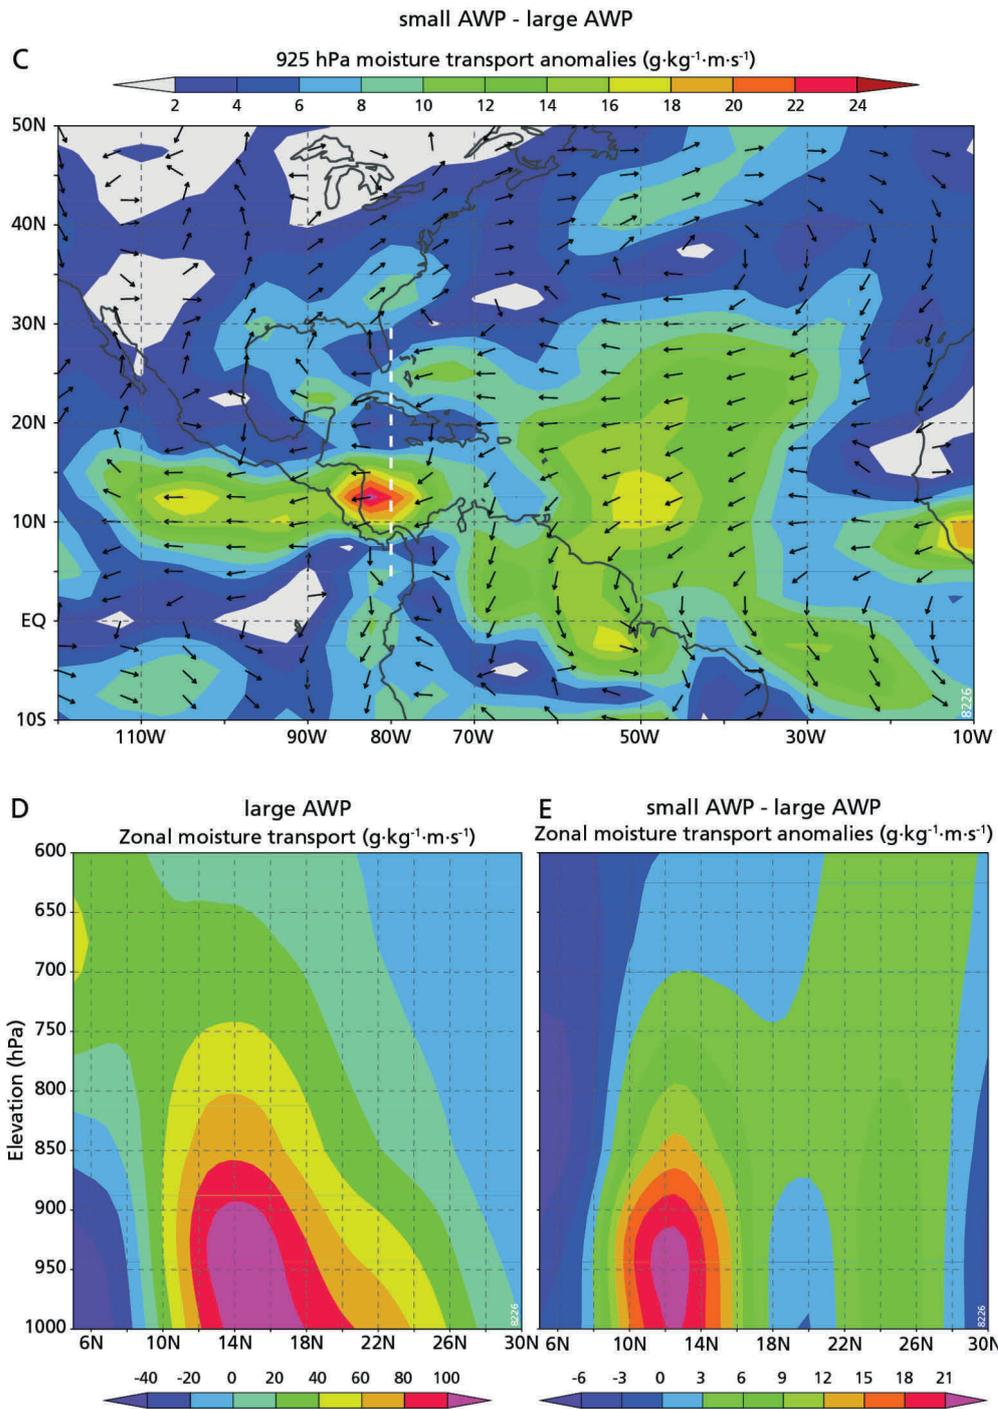 small AWP - large AWP
C
925 hPa moisture transport anomalies (g·kg⁻¹·m·s⁻¹)
2 4 6 8 10 12 14 16 18 20 22 24
50N
40N
30N
20N
10N
EQ
10S
8226
110W 90W 80W 70W 50W 30W 10W
D large AWP
Zonal moisture transport (g·kg⁻¹·m·s⁻¹)
E small AWP - large AWP
Zonal moisture transport anomalies (g·kg⁻¹·m·s⁻¹)
Elevation (hPa)
600
650
700
750
800
850
900
950
1000
8226
8226
6N 10N 14N 18N 22N 26N 30N
6N 10N 14N 18N 22N 26N 30N
-40 -20 0 20 40 60 80 100
-6 -3 0 3 6 9 12 15 18 21